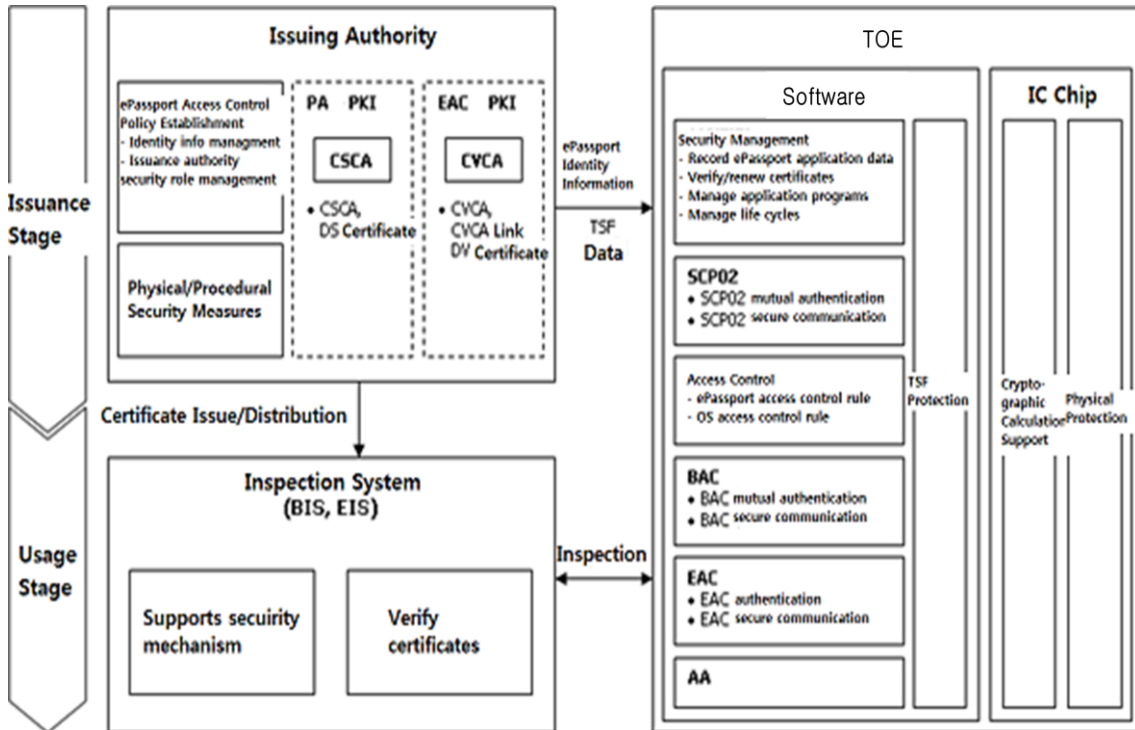 Issuance
Stage
Usage
Stage
Issuing Authority
ePassport Access Control
Policy Establishment
- Identity info managment
- Issuance authority
security role management
Physical/Procedural
Security Measures
PA PKI
CSCA
• CSCA,
DS Certificate
EAC PKI
CVCA
• CVCA,
CVCA Link
DV Certificate
ePassport
Identity
Information
TSF
Data
Certificate Issue/Distribution
Inspection System
(BIS, EIS)
Supports secuirity
mechanism
Verify
certificates
Inspection
TOE
Software
Security Management
- Record ePassport application data
- Verify/renew certificates
- Manage application programs
- Manage life cycles
SCP02
• SCP02 mutual authentication
• SCP02 secure communication
Access Control
- ePassport access control rule
- OS access control rule
BAC
• BAC mutual authentication
• BAC secure communication
EAC
• EAC authentication
• EAC secure communication
AA
TSF
Protection
IC Chip
Crypto-
graphic
Calculation
Support
Physical
Protection